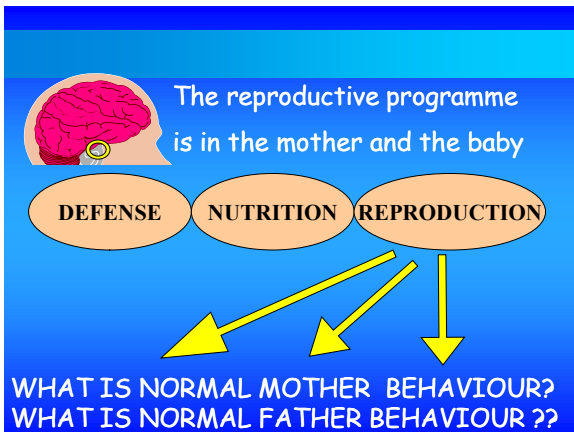 The reproductive programme
is in the mother and the baby
DEFENSE NUTRITION REPRODUCTION
WHAT IS NORMAL MOTHER BEHAVIOUR?
WHAT IS NORMAL FATHER BEHAVIOUR ??